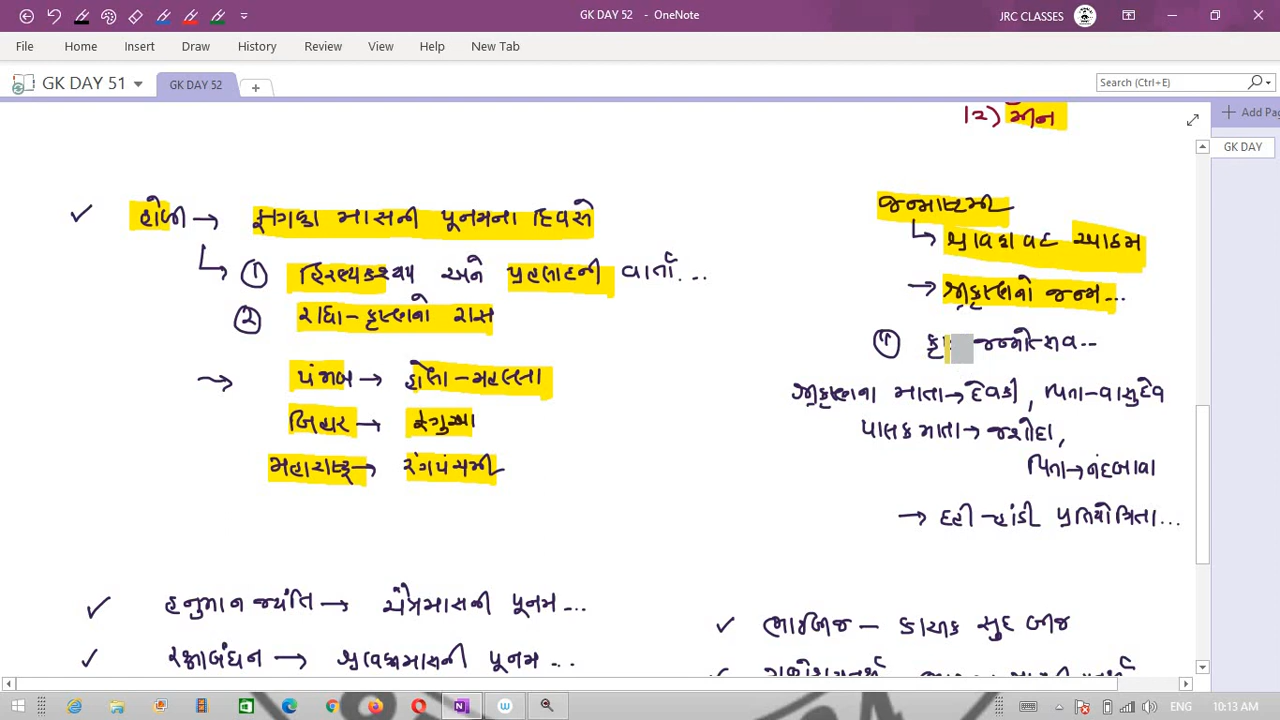 GK DAY 52 - OneNote
JRC CLASSES
File Home Insert Draw History Review View Help New Tab
GK DAY 51
GK DAY 52
Search (Ctrl+E)
Add Pag
GK DAY
12) મીન
હોળી → ફાગણ માસની પૂનમના દિવસે
① હિરણ્યકશ્યપ અને પ્રહલાદની વાર્તા...
② રાધા-કૃષ્ણનો રાસ
→ પંજાબ → હોલા-મહલ્લા
બિહાર → ફગુઆ
મહારાષ્ટ્ર → રંગપંચમી
જન્માષ્ટમી
શ્રાવણ વદ આઠમ
→ શ્રીકૃષ્ણનો જન્મ...
જન્મોત્સવ...
શ્રીકૃષ્ણના માતા → દેવકી, પિતા-વાસુદેવ
પાલક માતા → જશોદા,
પિતા → નંદબાવા
→ દહી-હાંડી પ્રતિયોગિતા...
હનુમાન જયંતિ → ચૈત્રમાસની પૂનમ...
રક્ષાબંધન → શ્રાવણમાસની પૂનમ...
ભાઈબીજ - કારતક સુદ બીજ
ENG 10:13 AM